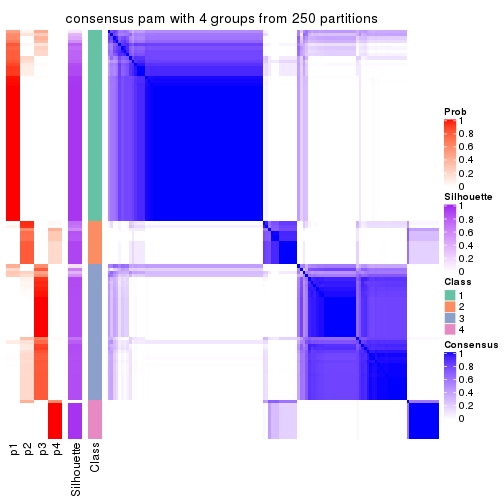 consensus pam with 4 groups from 250 partitions
Prob
1
0.8
0.6
0.4
0.2
0
Silhouette
1
0.8
0.6
0.4
0.2
0
Class
1
2
3
4
Consensus
1
0.8
0.6
0.4
0.2
0
p1
p2
p3
p4
Silhouette
Class